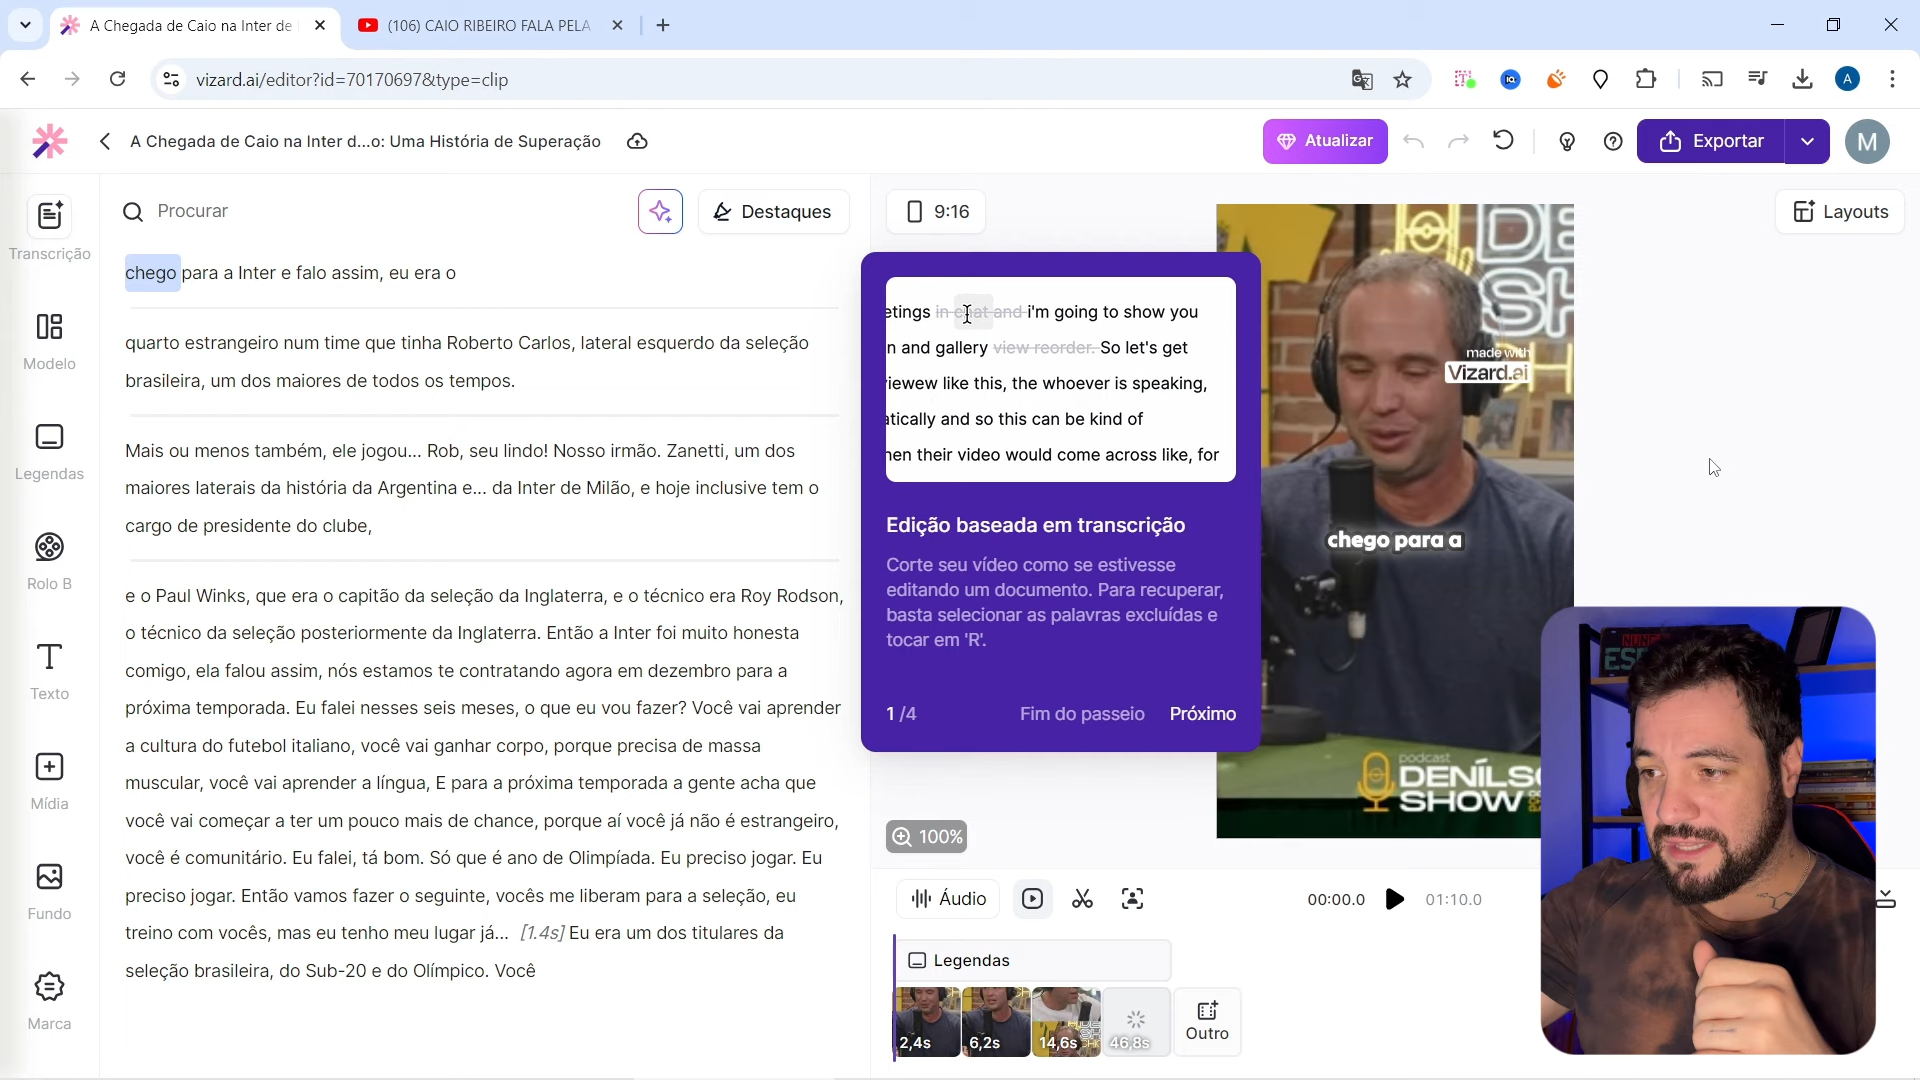 A Chegada de Caio na Inter de
(106) CAIO RIBEIRO FALA PELA
vizard.ai/editor?id=70170697&type=clip
A
A Chegada de Caio na Inter d...o: Uma História de Superação
Atualizar
Exportar
M
Transcrição
Modelo
Legendas
Rolo B
Texto
Mídia
Fundo
Marca
Procurar
Destaques
chego para a Inter e falo assim, eu era o
quarto estrangeiro num time que tinha Roberto Carlos, lateral esquerdo da seleção
brasileira, um dos maiores de todos os tempos.
Mais ou menos também, ele jogou... Rob, seu lindo! Nosso irmão. Zanetti, um dos
maiores laterais da história da Argentina e... da Inter de Milão, e hoje inclusive tem o
cargo de presidente do clube,
e o Paul Winks, que era o capitão da seleção da Inglaterra, e o técnico era Roy Rodson,
o técnico da seleção posteriormente da Inglaterra. Então a Inter foi muito honesta
comigo, ela falou assim, nós estamos te contratando agora em dezembro para a
próxima temporada. Eu falei nesses seis meses, o que eu vou fazer? Você vai aprender
a cultura do futebol italiano, você vai ganhar corpo, porque precisa de massa
muscular, você vai aprender a língua, E para a próxima temporada a gente acha que
você vai começar a ter um pouco mais de chance, porque aí você já não é estrangeiro,
você é comunitário. Eu falei, tá bom. Só que é ano de Olimpíada. Eu preciso jogar. Eu
preciso jogar. Então vamos fazer o seguinte, vocês me liberam para a seleção, eu
treino com vocês, mas eu tenho meu lugar já... [1.4s] Eu era um dos titulares da
seleção brasileira, do Sub-20 e do Olímpico. Você
9:16
Layouts
etings in chat and i'm going to show you
n and gallery view reorder. So let's get
viewew like this, the whoever is speaking,
atically and so this can be kind of
hen their video would come across like, for
Edição baseada em transcrição
Corte seu vídeo como se estivesse
editando um documento. Para recuperar,
basta selecionar as palavras excluídas e
tocar em 'R'.
1 /4
Fim do passeio
Próximo
made with
Vizard.ai
chego para a
podcast
DENÍLS
SHOW
100%
Áudio
00:00.0
01:10.0
Legendas
2,4s
6,2s
14,6s
46,8s
Outro